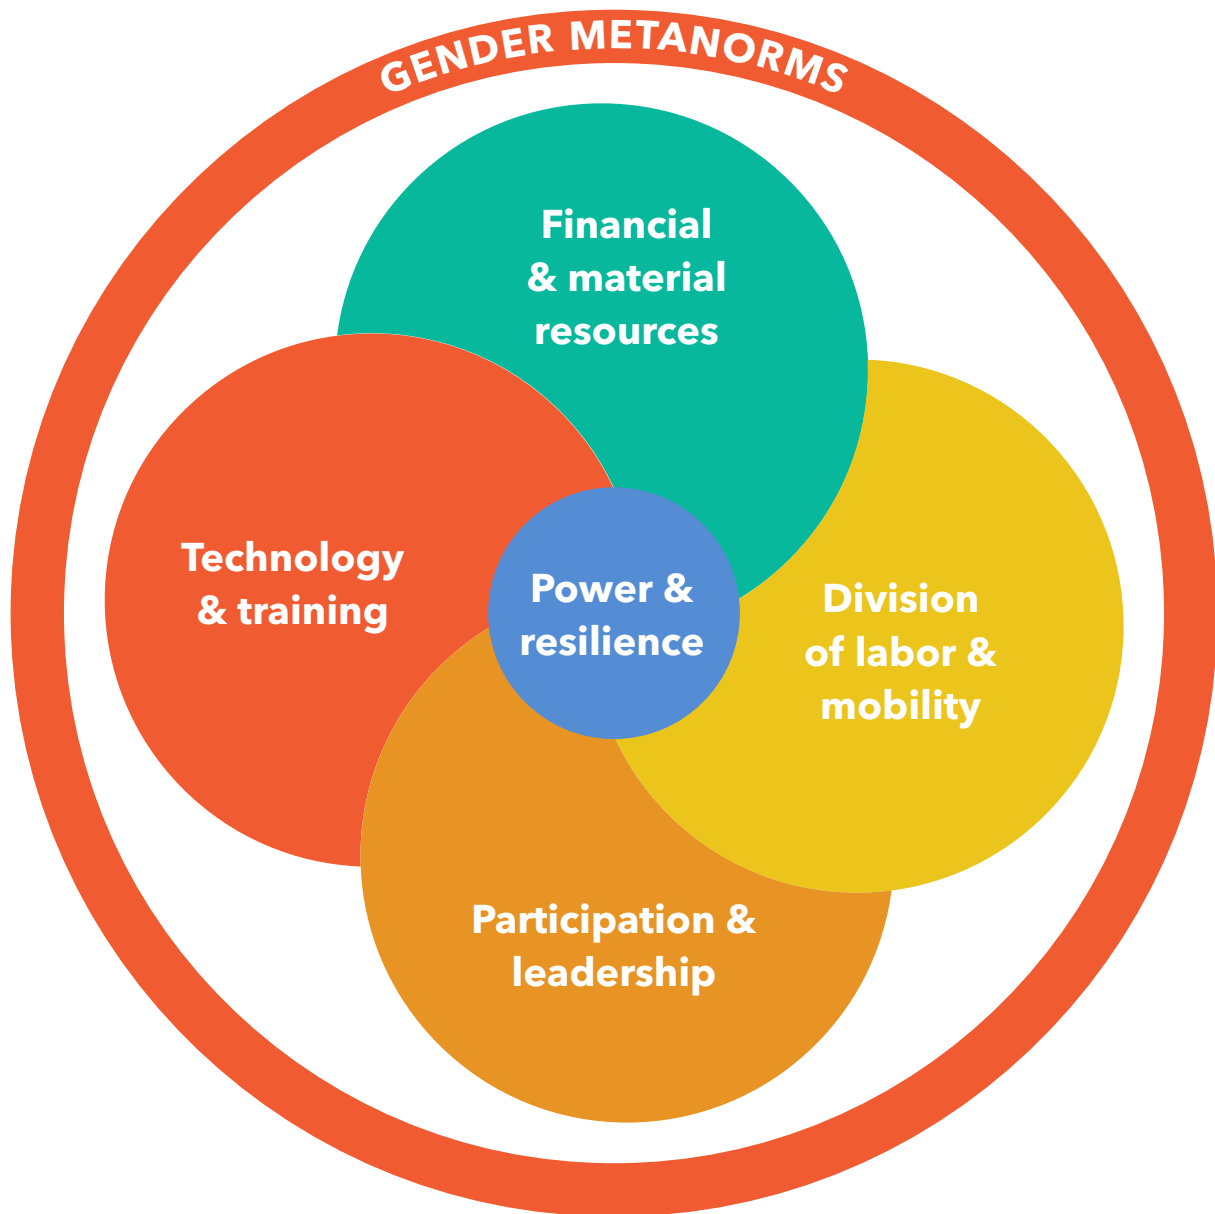 GENDER METANORMS
Financial
& material
resources
Technology
& training
Power &
resilience
Division
of labor &
mobility
Participation &
leadership